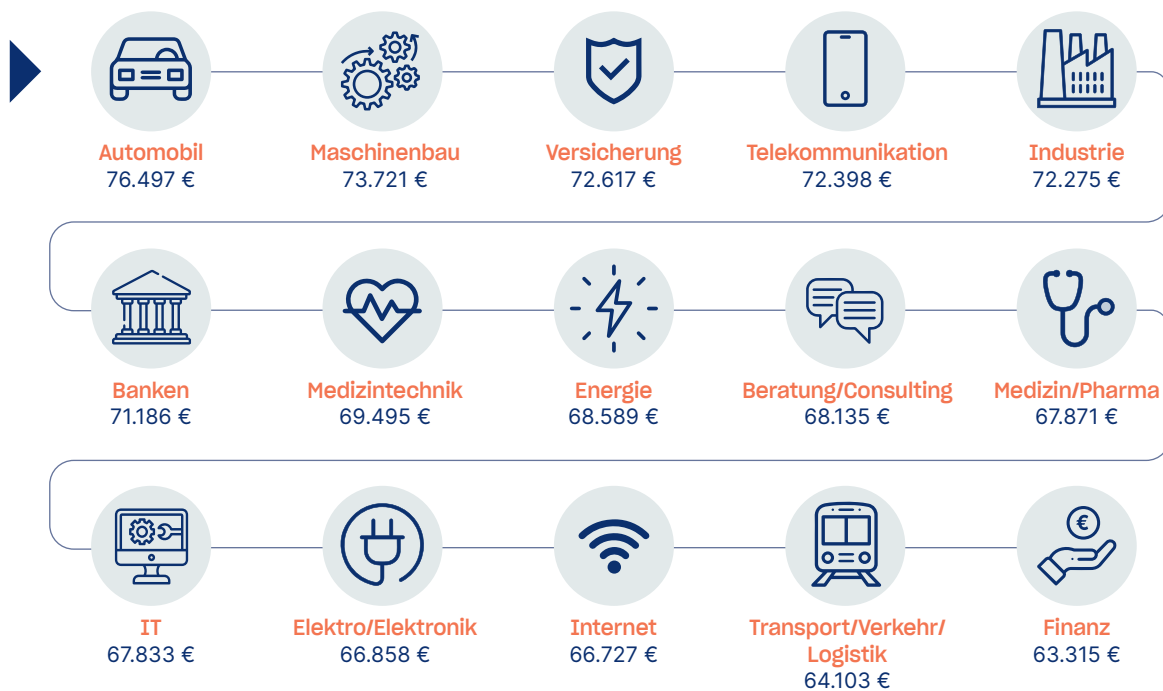 Automobil
76.497 €
Maschinenbau
73.721 €
Versicherung
72.617 €
Telekommunikation
72.398 €
Industrie
72.275 €
Banken
71.186 €
Medizintechnik
69.495 €
Energie
68.589 €
Beratung/Consulting
68.135 €
Medizin/Pharma
67.871 €
IT
67.833 €
Elektro/Elektronik
66.858 €
Internet
66.727 €
Transport/Verkehr/
Logistik
64.103 €
€
Finanz
63.315 €